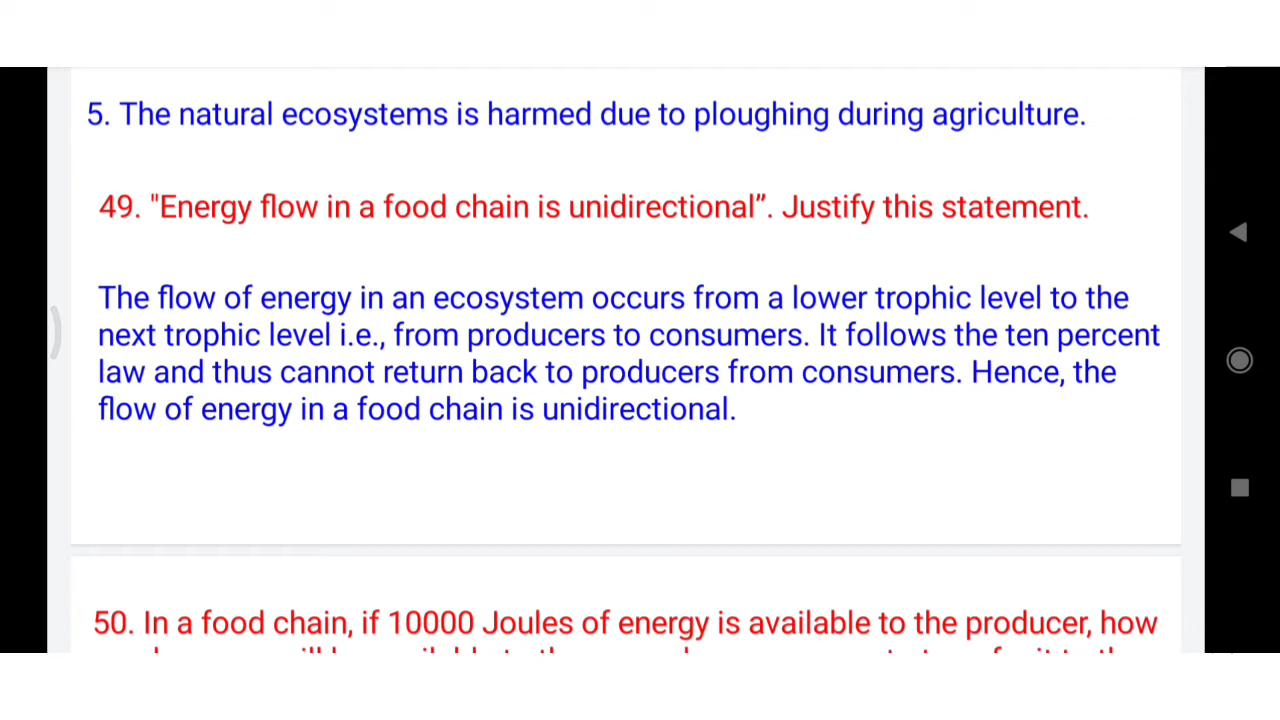 5. The natural ecosystems is harmed due to ploughing during agriculture.
49. "Energy flow in a food chain is unidirectional”. Justify this statement.
The flow of energy in an ecosystem occurs from a lower trophic level to the
next trophic level i.e., from producers to consumers. It follows the ten percent
law and thus cannot return back to producers from consumers. Hence, the
flow of energy in a food chain is unidirectional.
50. In a food chain, if 10000 Joules of energy is available to the producer, how